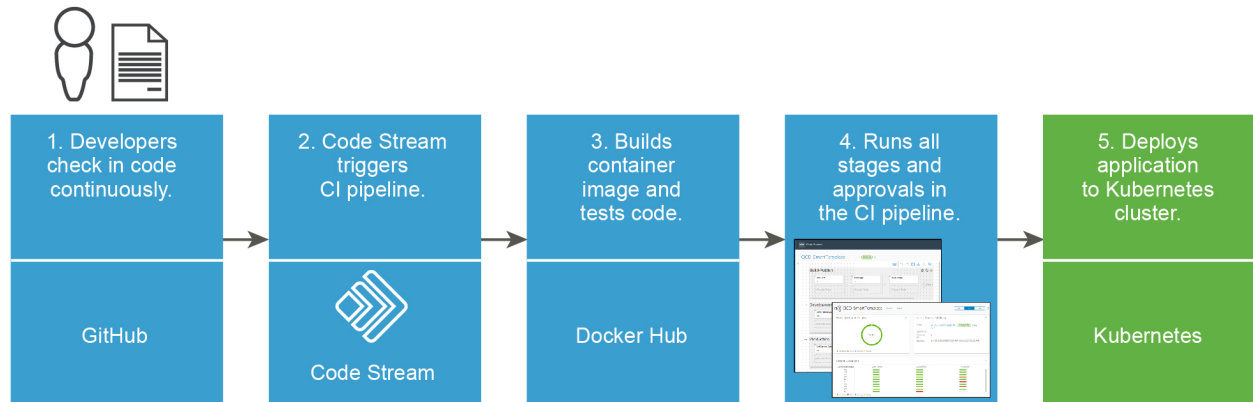 1. Developers
check in code
continuously.
2. Code Stream
triggers
CI pipeline.
3. Builds
container
image and
tests code.
4. Runs all
stages and
approvals in
the CI pipeline.
5. Deploys
application
to Kubernetes
cluster.
GitHub
Code Stream
Docker Hub
CICD_SmartTemplate
CICD_SmartTemplate
Kubernetes